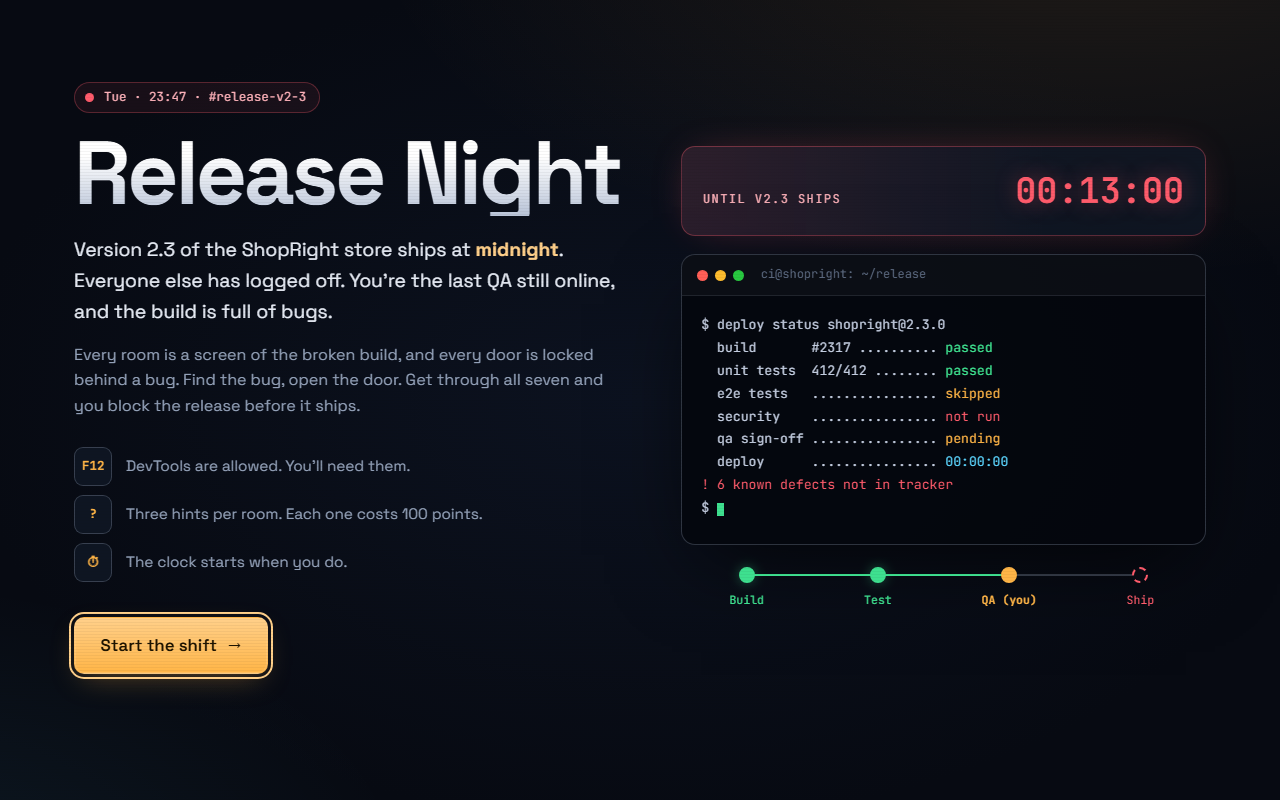 Tue · 23:47 · #release-v2-3
Release Night
Version 2.3 of the ShopRight store ships at midnight.
Everyone else has logged off. You’re the last QA still online,
and the build is full of bugs.
Every room is a screen of the broken build, and every door is locked
behind a bug. Find the bug, open the door. Get through all seven and
you block the release before it ships.
F12 DevTools are allowed. You’ll need them.
? Three hints per room. Each one costs 100 points.
⏱ The clock starts when you do.
Start the shift →
UNTIL V2.3 SHIPS 00:13:00
ci@shopright: ~/release
$ deploy status shopright@2.3.0
build #2317 .......... passed
unit tests 412/412 ........ passed
e2e tests ................ skipped
security ................ not run
qa sign-off ................ pending
deploy ................ 00:00:00
! 6 known defects not in tracker
$
Build Test QA (you) Ship